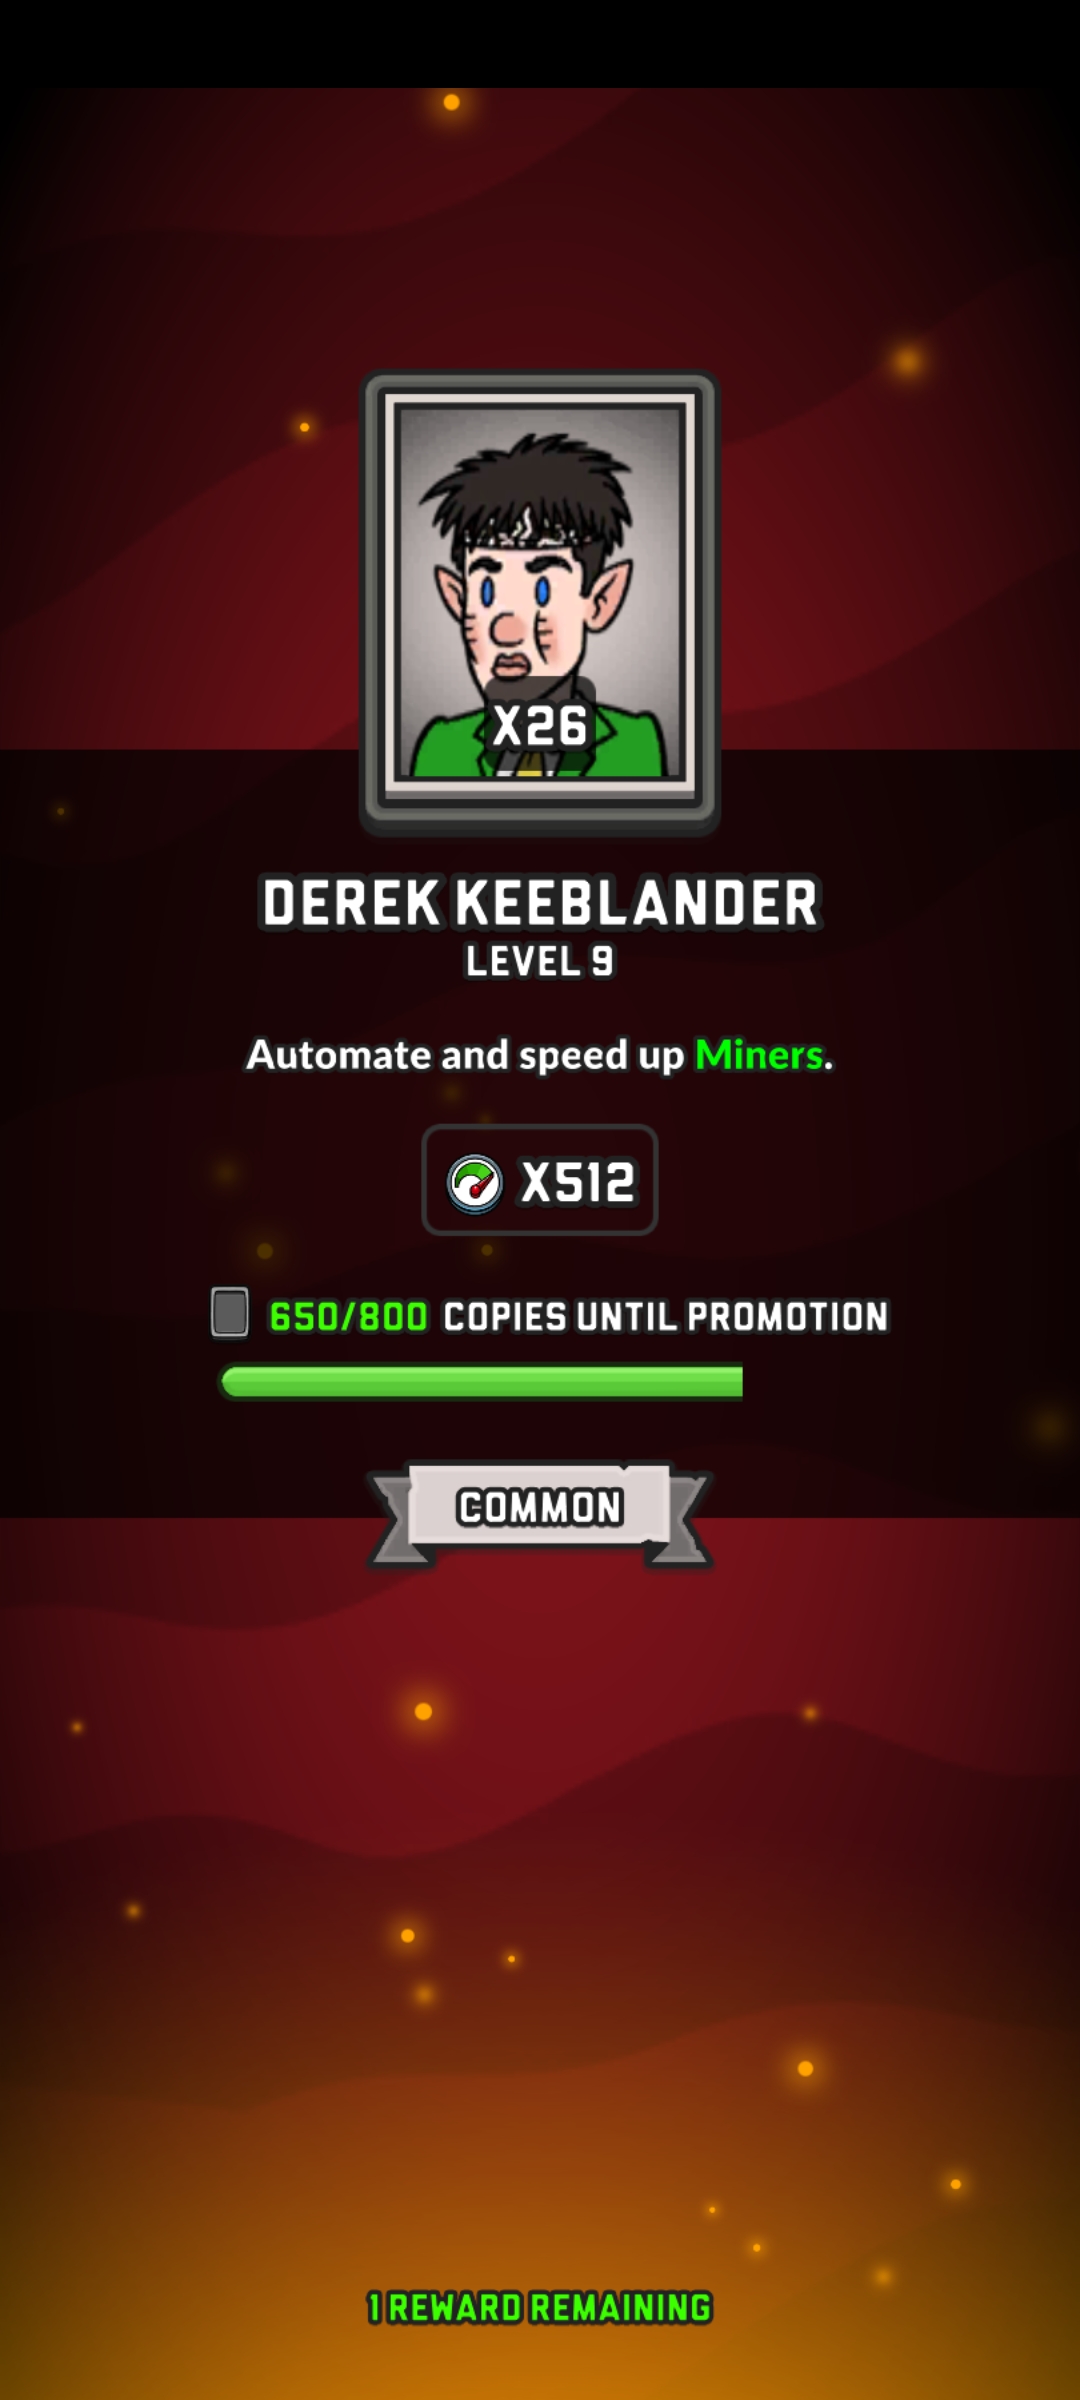 X26
DEREK KEEBLANDER
LEVEL 9
Automate and speed up Miners.
X512
650/800 COPIES UNTIL PROMOTION
COMMON
1 REWARD REMAINING